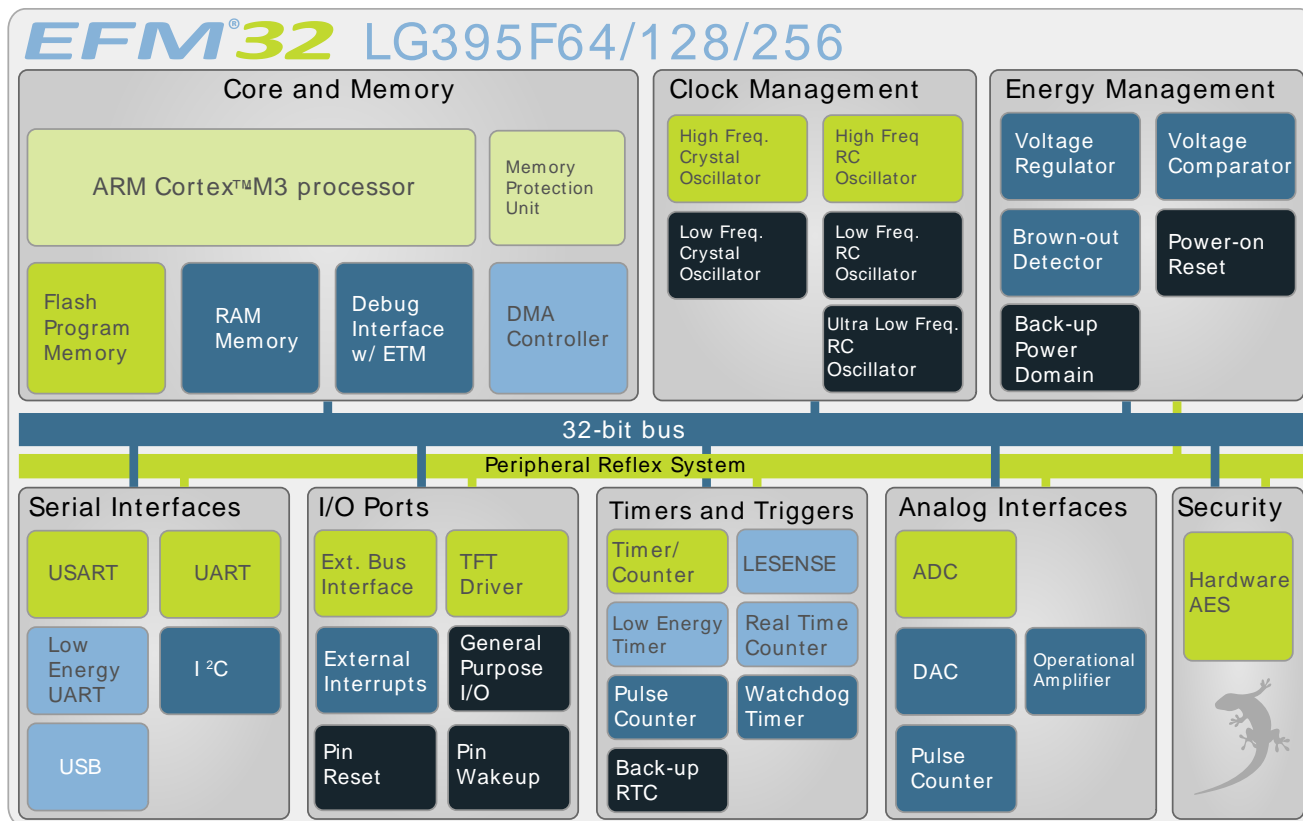 EFM®32 LG395F64/128/256
Core and Memory
ARM Cortex™M3 processor
Memory
Protection
Unit
Flash
Program
Memory
RAM
Memory
Debug
Interface
w/ ETM
DMA
Controller
Clock Management
High Freq.
Crystal
Oscillator
High Freq
RC
Oscillator
Low Freq.
Crystal
Oscillator
Low Freq.
RC
Oscillator
Ultra Low Freq.
RC
Oscillator
Energy Management
Voltage
Regulator
Voltage
Comparator
Brown-out
Detector
Power-on
Reset
Back-up
Power
Domain
32-bit bus
Peripheral Reflex System
Serial Interfaces
USART
UART
Low
Energy
UART
I²C
USB
I/O Ports
Ext. Bus
Interface
TFT
Driver
External
Interrupts
General
Purpose
I/O
Pin
Reset
Pin
Wakeup
Timers and Triggers
Timer/
Counter
LESENSE
Low Energy
Timer
Real Time
Counter
Pulse
Counter
Watchdog
Timer
Back-up
RTC
Analog Interfaces
ADC
DAC
Operational
Amplifier
Pulse
Counter
Security
Hardware
AES